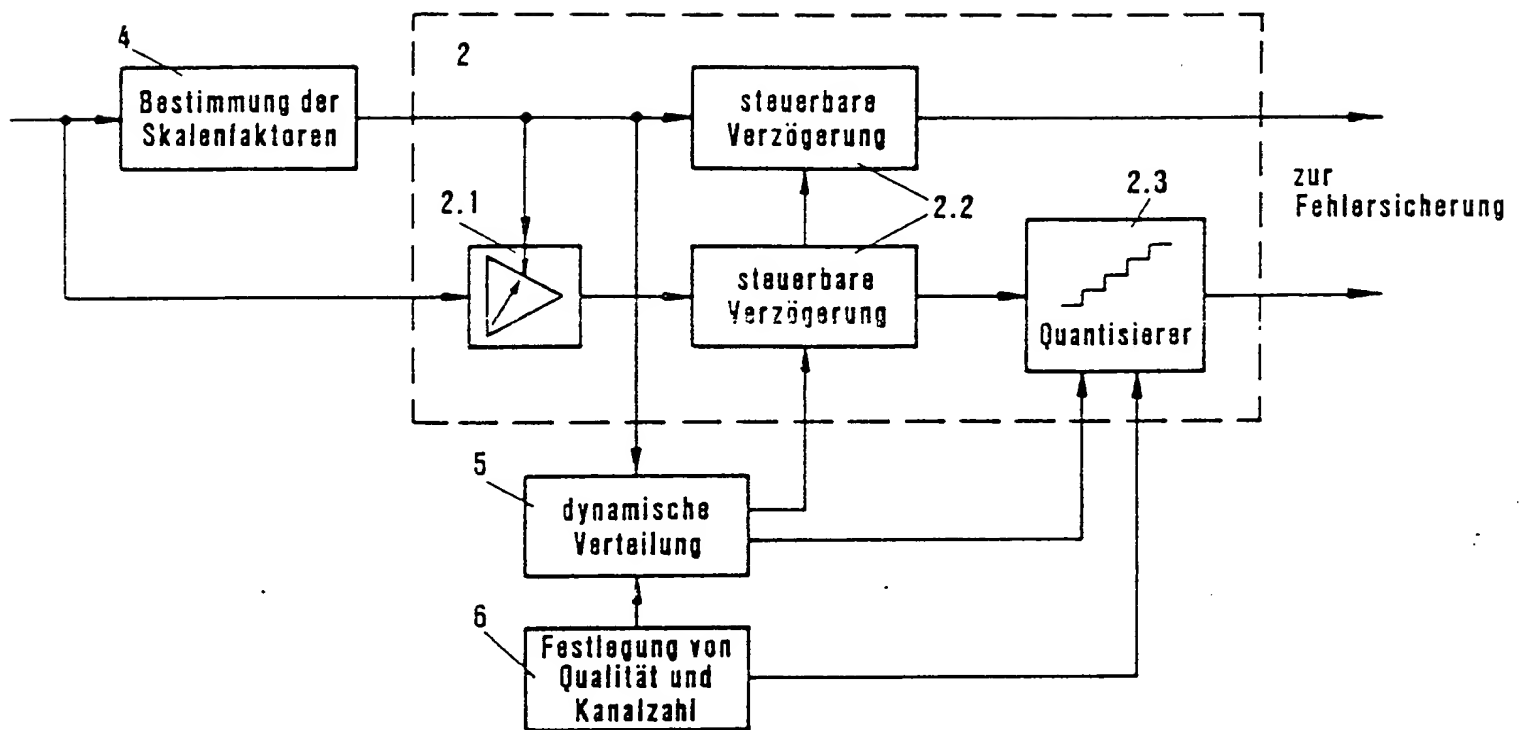 4
Bestimmung der
Skalenfaktoren
2
steuerbare
Verzögerung
2.1
2.2
steuerbare
Verzögerung
2.3
Quantisierer
zur
Fehlersicherung
5
dynamische
Verteilung
6
Festlegung von
Qualität und
Kanalzahl